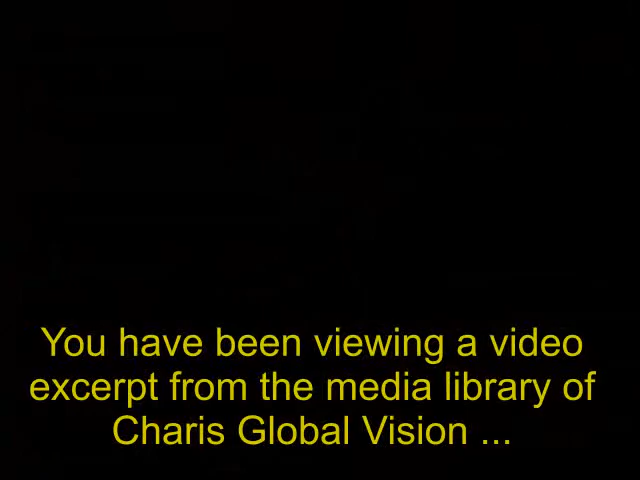 You have been viewing a video
excerpt from the media library of
Charis Global Vision ...